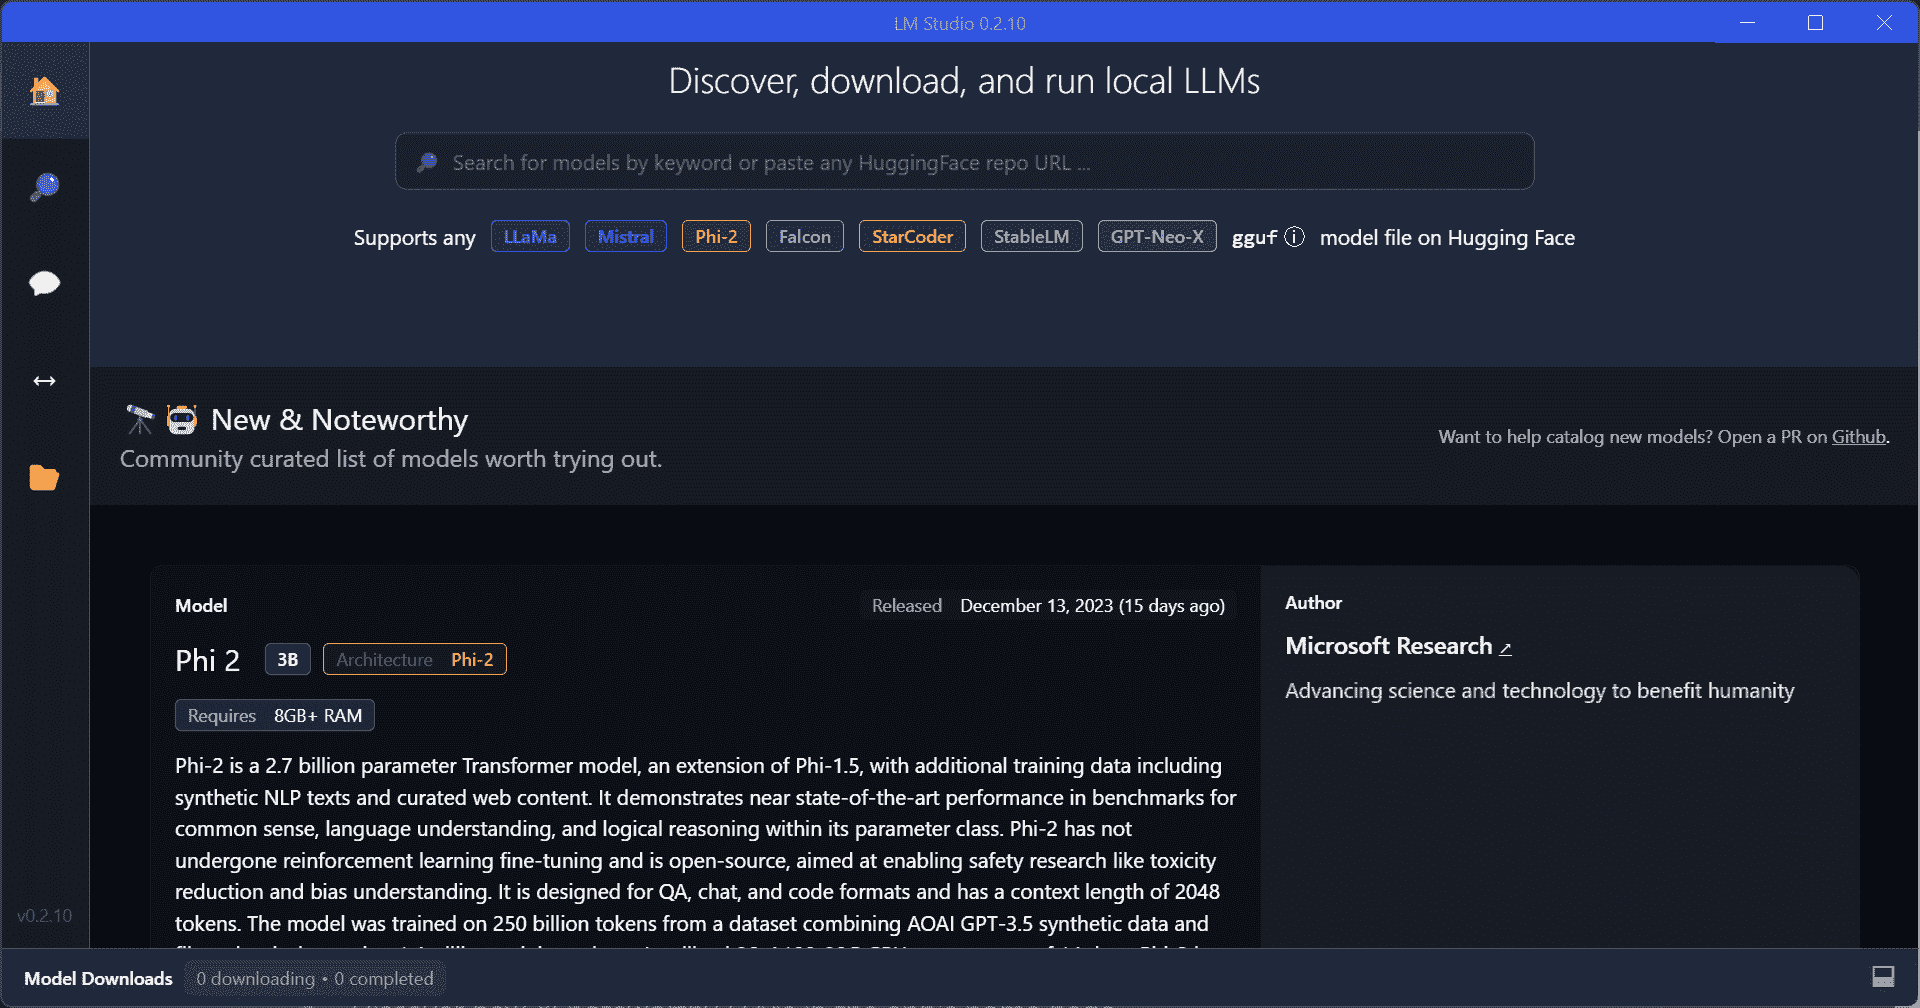 LM Studio 0.2.10
Discover, download, and run local LLMs
Search for models by keyword or paste any HuggingFace repo URL ...
Supports any LLaMa Mistral Phi-2 Falcon StarCoder StableLM GPT-Neo-X gguf model file on Hugging Face
New & Noteworthy
Community curated list of models worth trying out.
Want to help catalog new models? Open a PR on Github.
Model
Released December 13, 2023 (15 days ago)
Phi 2 3B Architecture Phi-2
Requires 8GB+ RAM
Phi-2 is a 2.7 billion parameter Transformer model, an extension of Phi-1.5, with additional training data including
synthetic NLP texts and curated web content. It demonstrates near state-of-the-art performance in benchmarks for
common sense, language understanding, and logical reasoning within its parameter class. Phi-2 has not
undergone reinforcement learning fine-tuning and is open-source, aimed at enabling safety research like toxicity
reduction and bias understanding. It is designed for QA, chat, and code formats and has a context length of 2048
tokens. The model was trained on 250 billion tokens from a dataset combining AOAI GPT-3.5 synthetic data and
Author
Microsoft Research
Advancing science and technology to benefit humanity
v0.2.10
Model Downloads 0 downloading • 0 completed